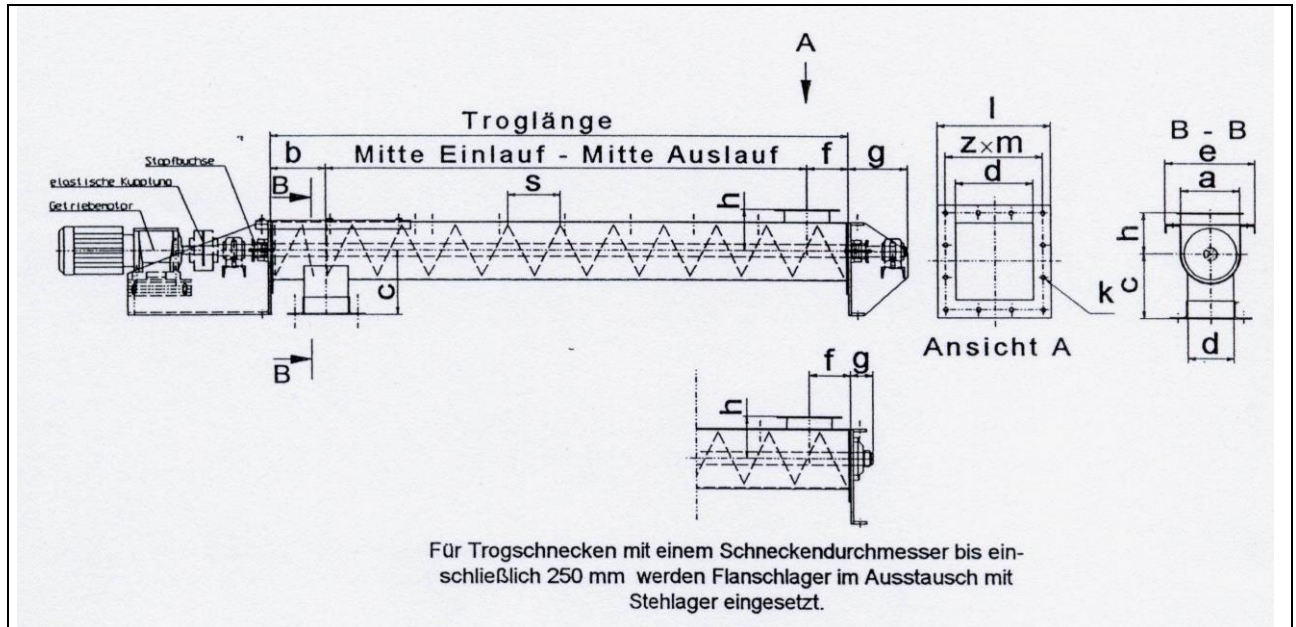 A
Troglänge
l
B - B
b
Mitte Einlauf - Mitte Auslauf
f
g
z×m
e
Stopfbuchse
B
s
d
a
elastische Kupplung
h
Getriebemotor
h
c
c
k
Ansicht A
d
B
f
g
h
Für Trogschnecken mit einem Schneckendurchmesser bis ein-
schließlich 250 mm werden Flanschlager im Ausstausch mit
Stehlager eingesetzt.